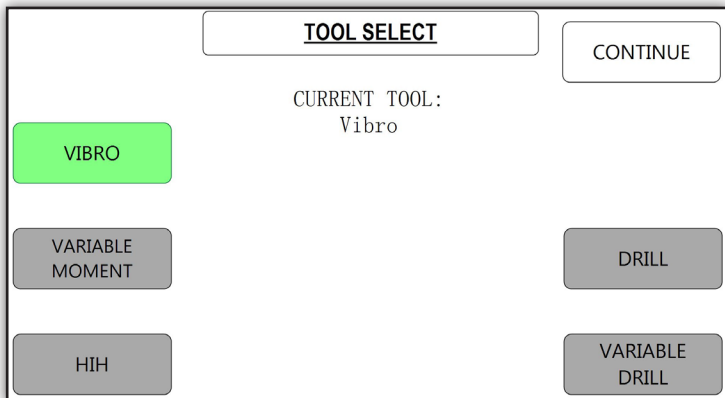 TOOL SELECT
CONTINUE
CURRENT TOOL:
Vibro
VIBRO
VARIABLE
MOMENT
DRILL
HIH
VARIABLE
DRILL